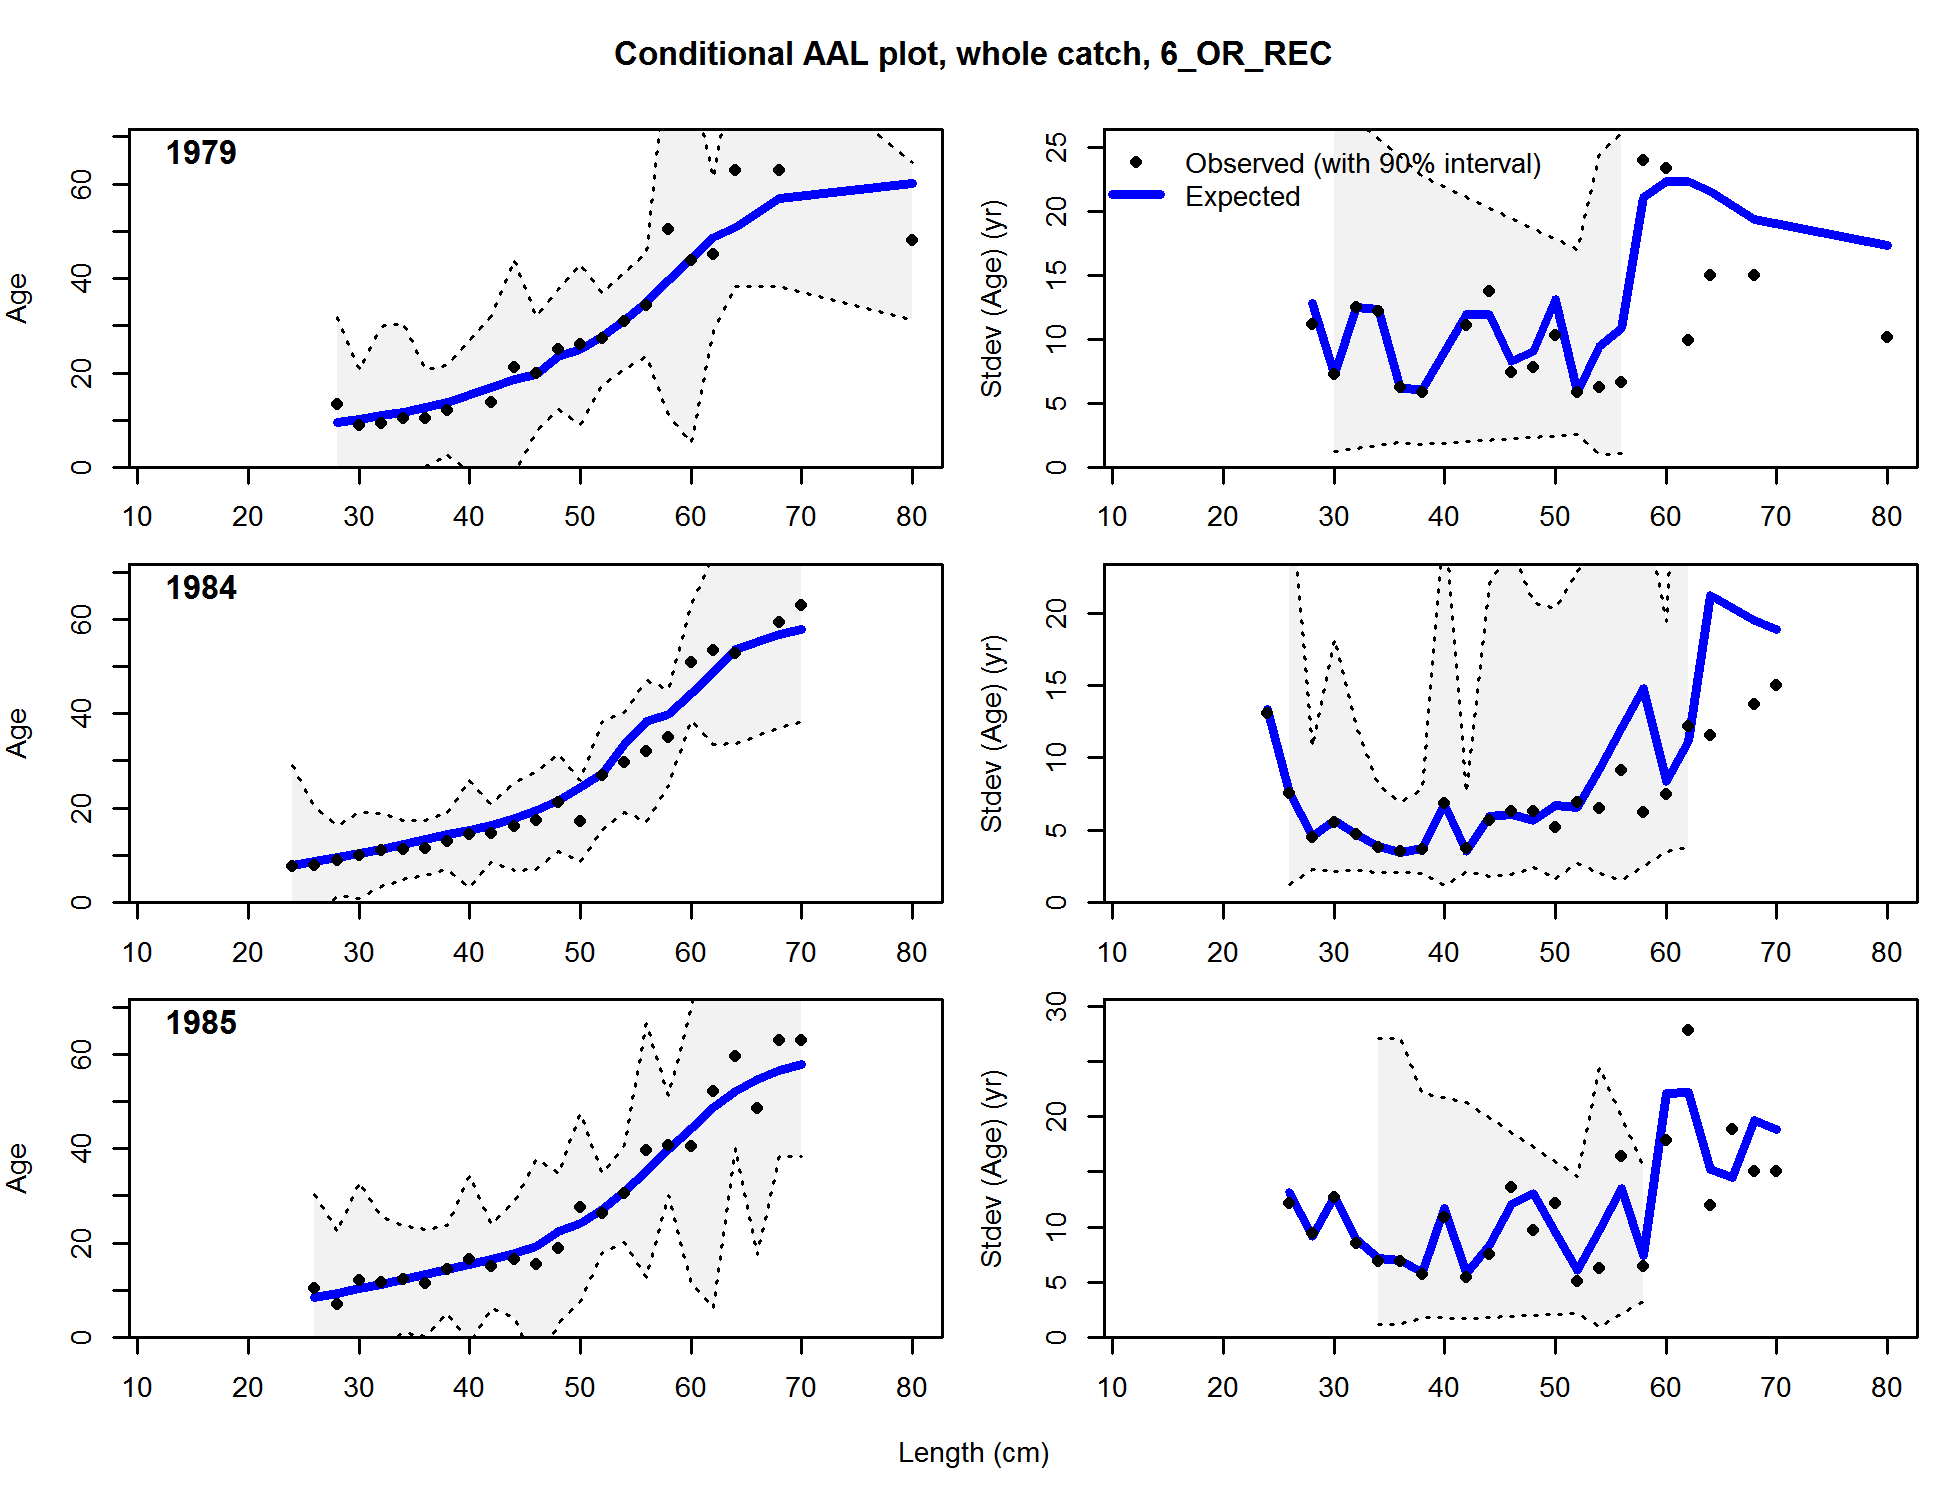 Conditional AAL plot, whole catch, 6_OR_REC
1979
Age
0 20 40 60
10 20 30 40 50 60 70 80
Observed (with 90% interval)
Expected
Stdev (Age) (yr)
0 5 10 15 20 25
10 20 30 40 50 60 70 80
1984
Age
0 20 40 60
10 20 30 40 50 60 70 80
Stdev (Age) (yr)
0 5 10 15 20
10 20 30 40 50 60 70 80
1985
Age
0 20 40 60
10 20 30 40 50 60 70 80
Stdev (Age) (yr)
0 5 10 20 30
10 20 30 40 50 60 70 80
Length (cm)